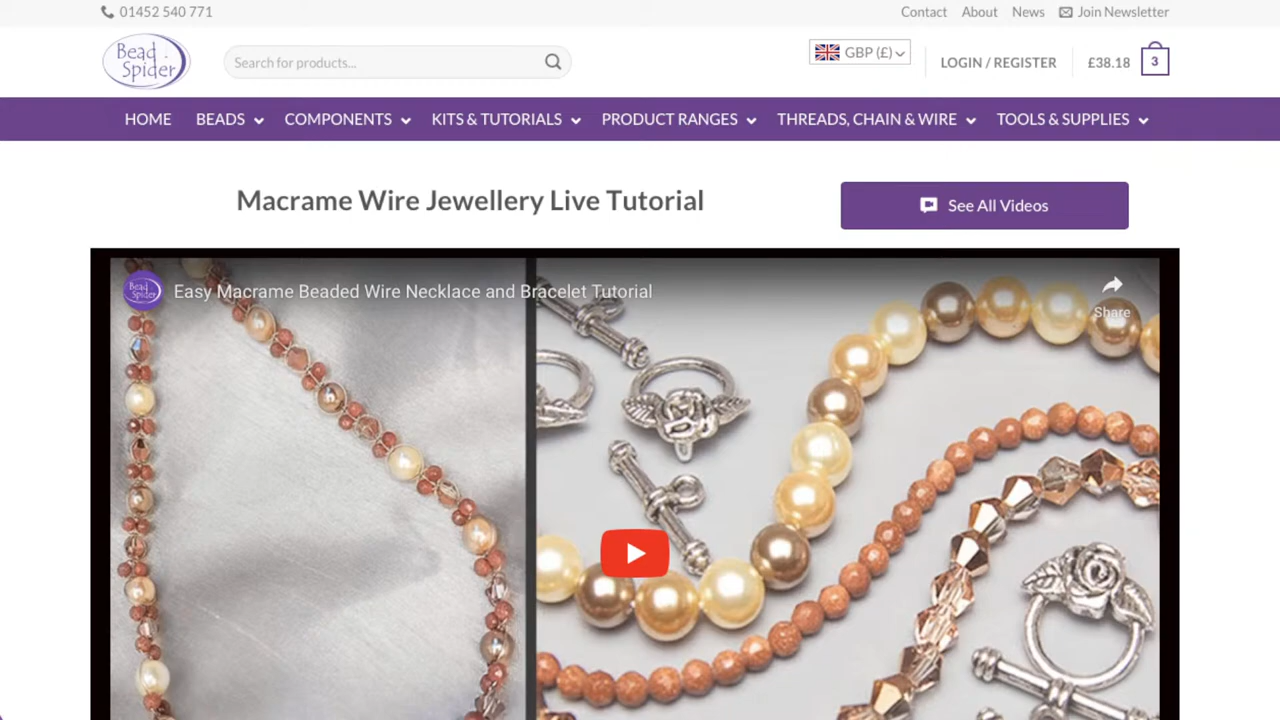 01452 540 771
Contact About News Join Newsletter
Bead Spider
Search for products...
GBP (£)
LOGIN / REGISTER
£38.18
3
HOME BEADS COMPONENTS KITS & TUTORIALS PRODUCT RANGES THREADS, CHAIN & WIRE TOOLS & SUPPLIES
Macrame Wire Jewellery Live Tutorial
See All Videos
Bead Spider
Easy Macrame Beaded Wire Necklace and Bracelet Tutorial
Share